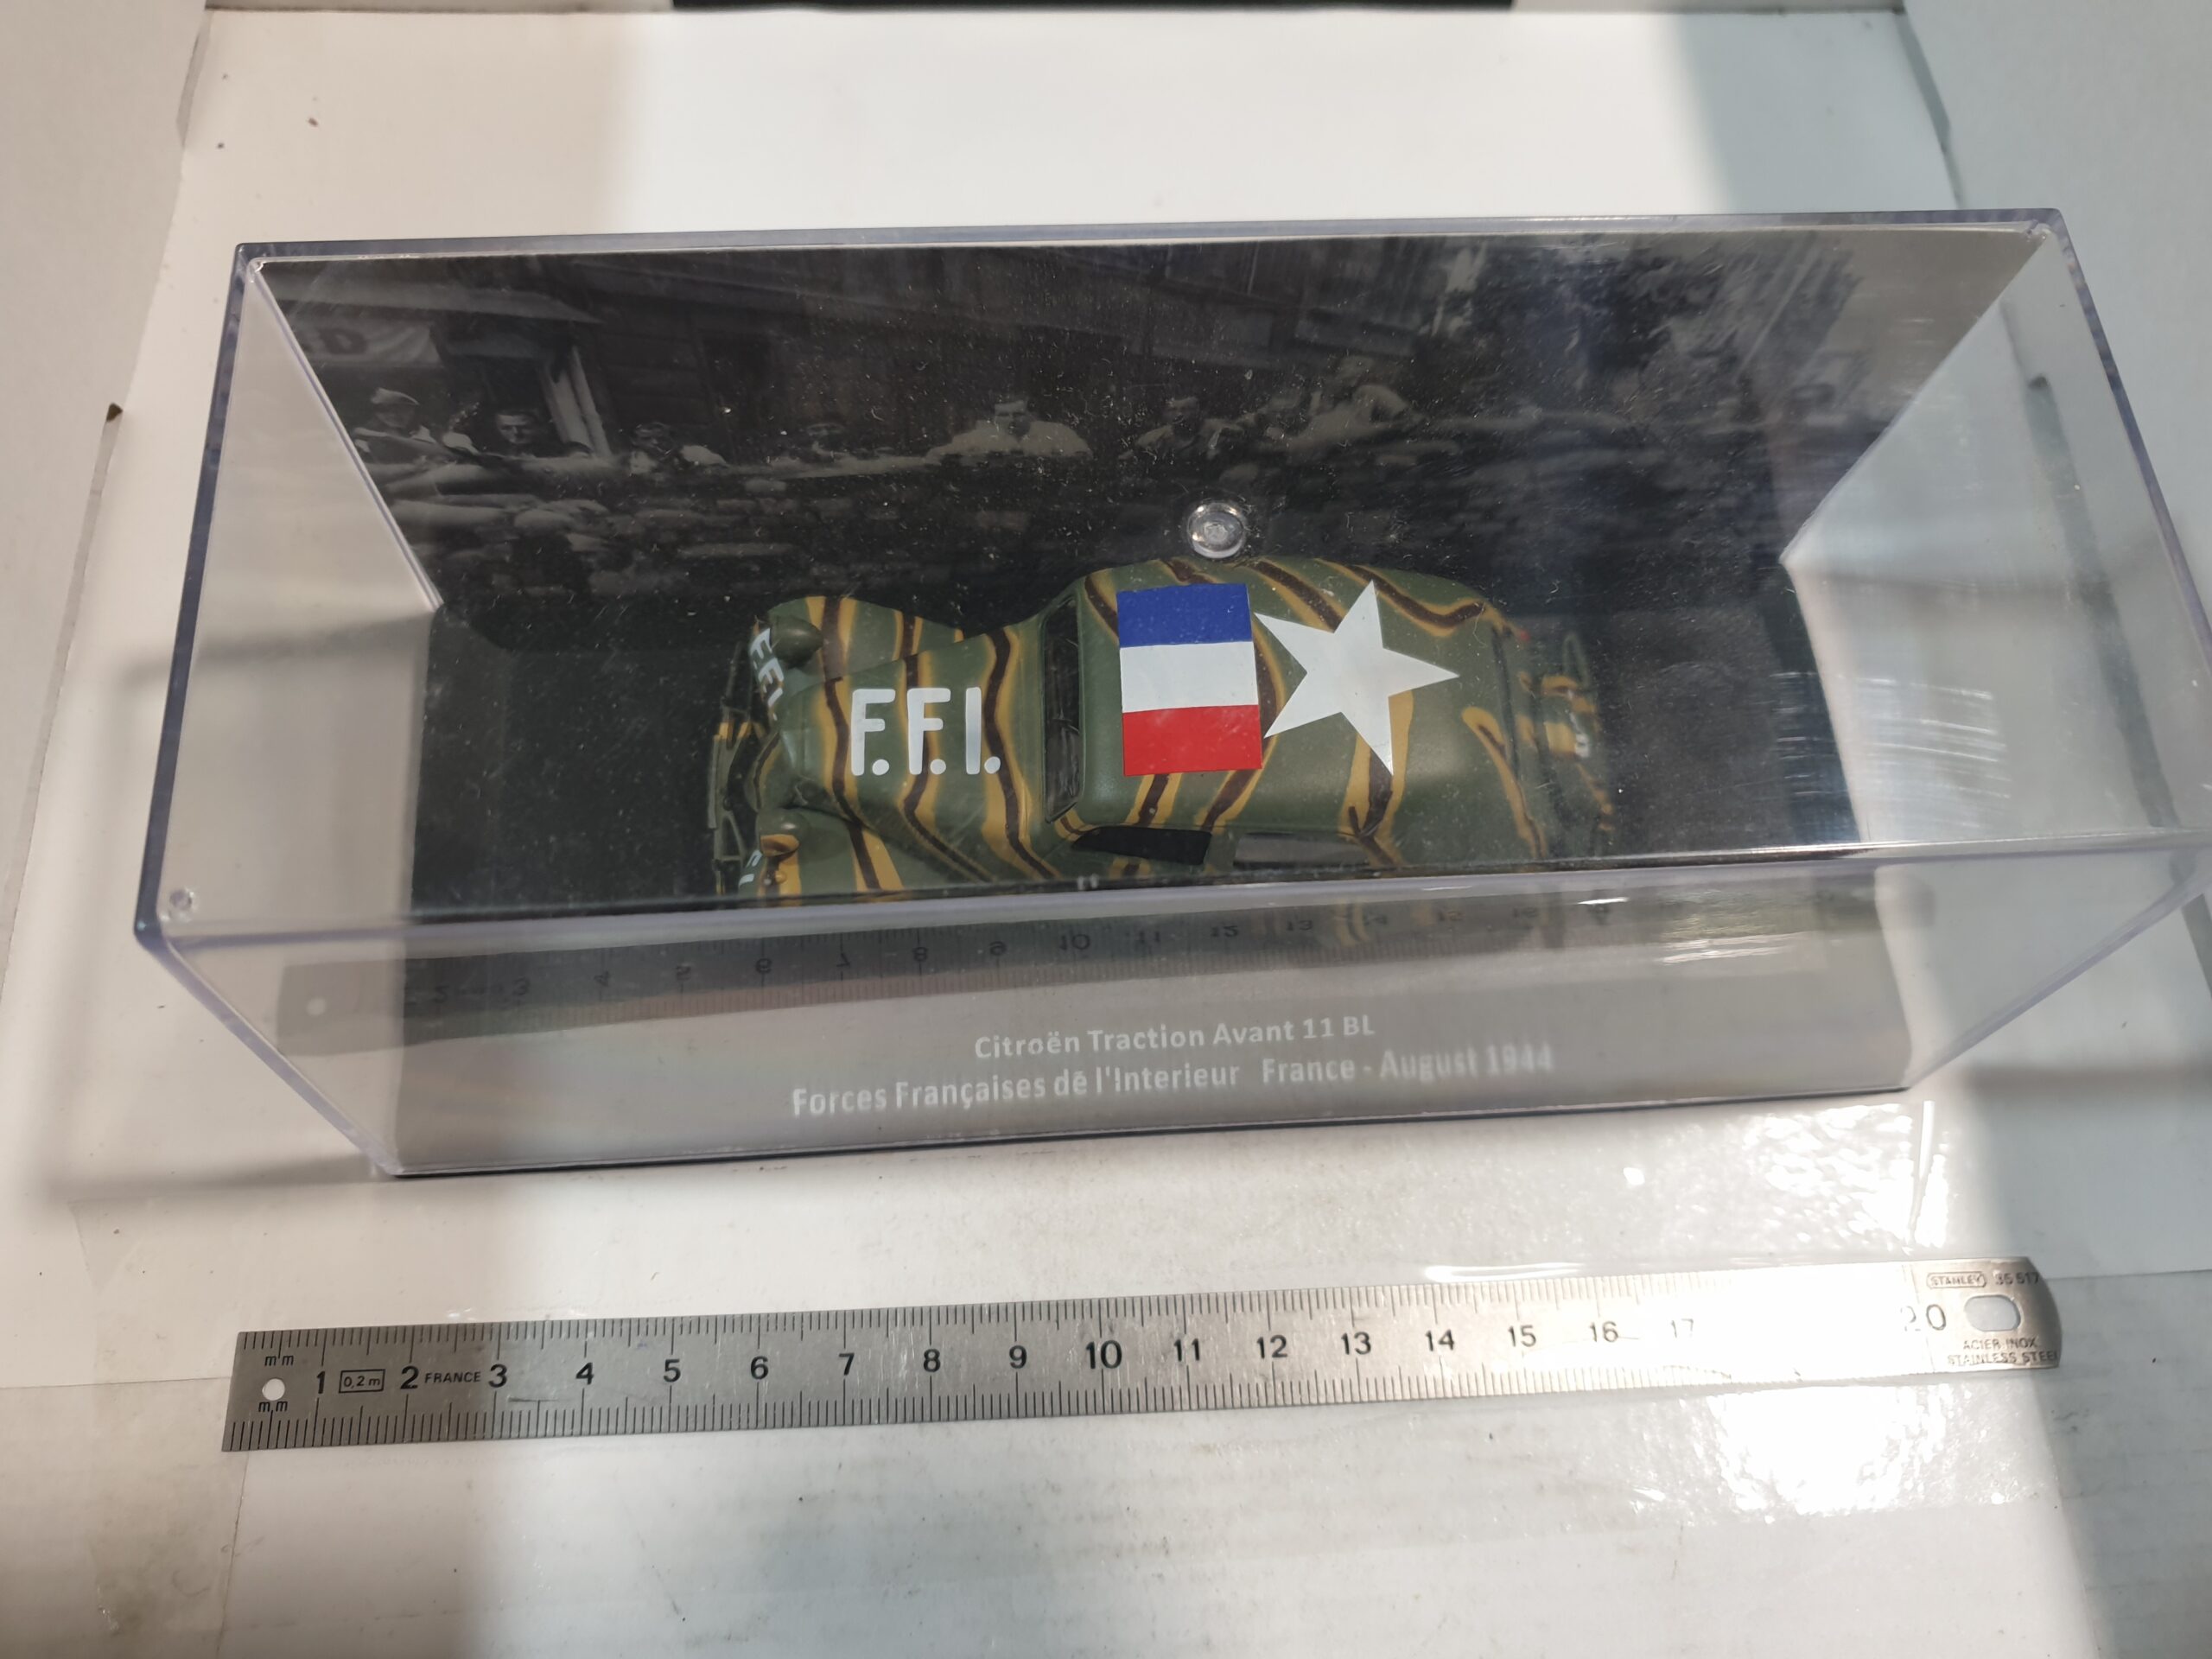 D
F.F.I.
F.F.I.
Citroën Traction Avant 11 BL
Forces Françaises dé l'Interieur France - August 1944
STANLEY 35 517
mm 1 0,2 m 2 FRANCE 3 4 5 6 7 8 9 10 11 12 13 14 15 16 17 20
mm
ACIER INOX
STAINLESS STEEL